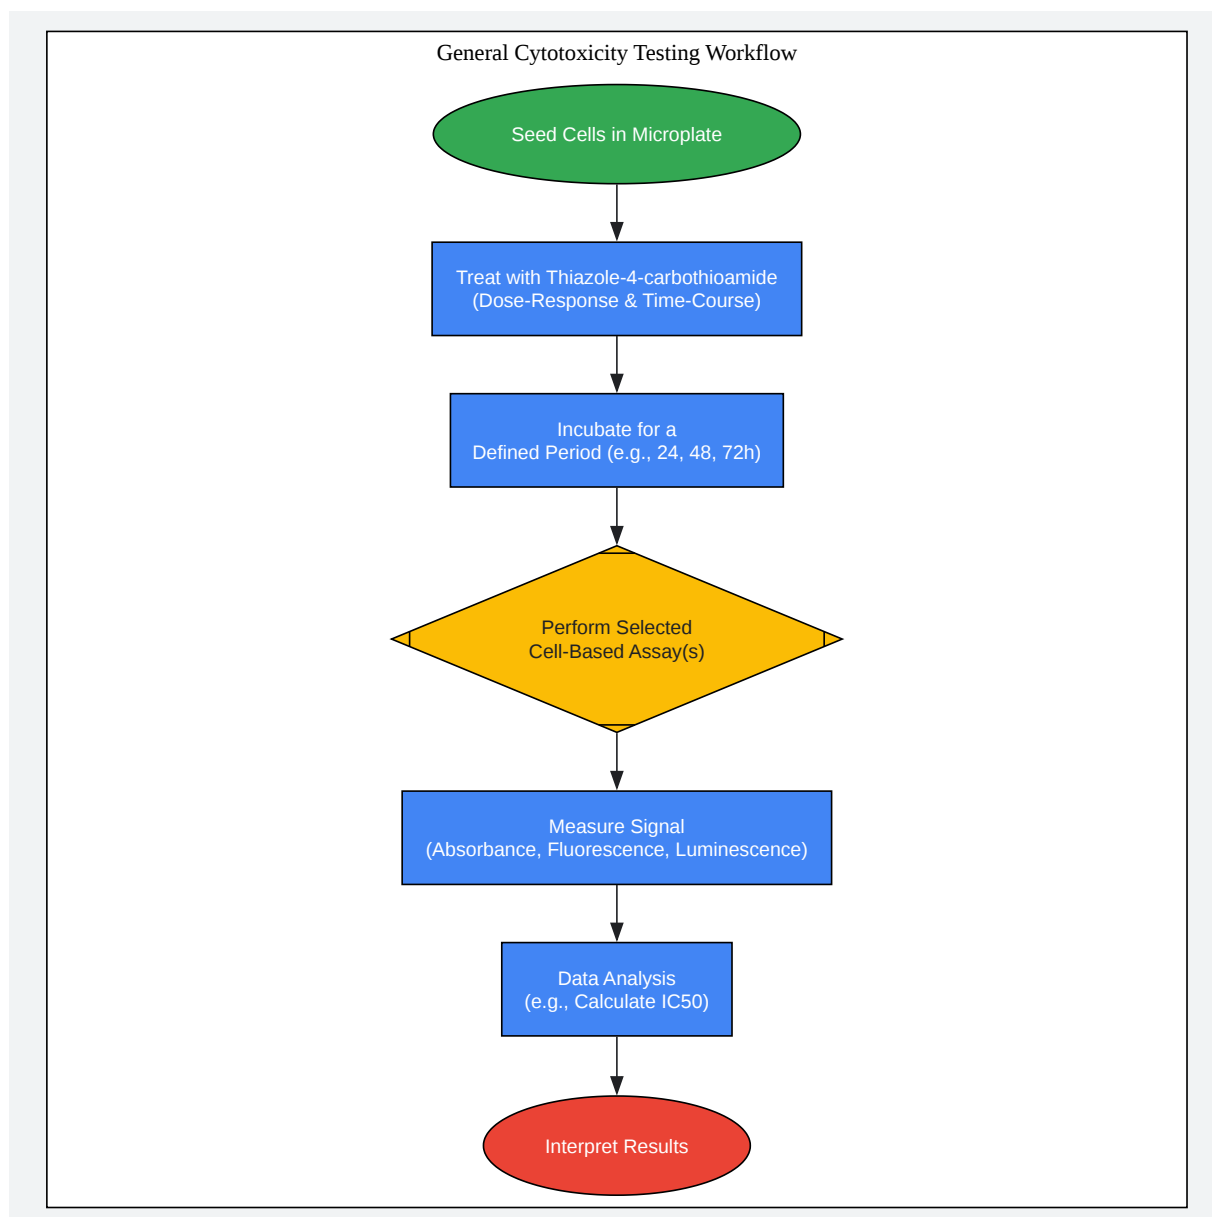 General Cytotoxicity Testing Workflow
Seed Cells in Microplate
Treat with Thiazole-4-carbothioamide
(Dose-Response & Time-Course)
Incubate for a
Defined Period (e.g., 24, 48, 72h)
Perform Selected
Cell-Based Assay(s)
Measure Signal
(Absorbance, Fluorescence, Luminescence)
Data Analysis
(e.g., Calculate IC50)
Interpret Results